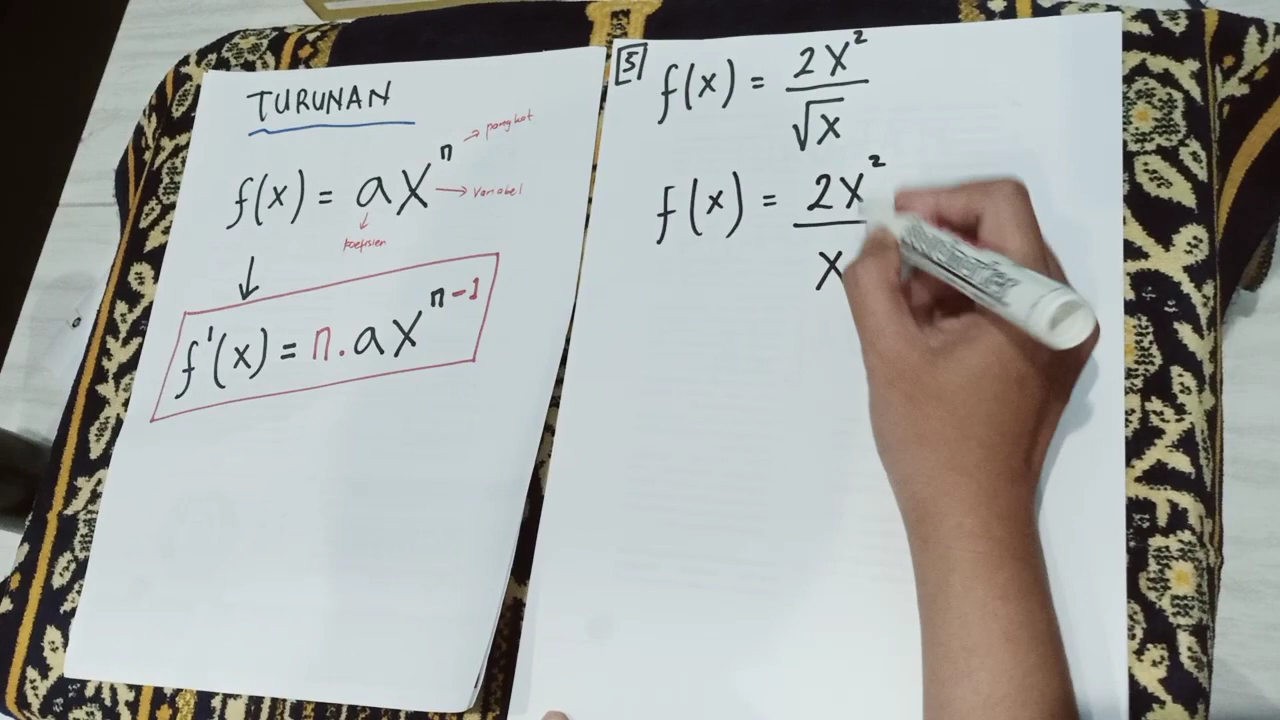 TURUNAN
f(x) = ax^n
→ pangkat
→ variabel
↓
koefisien
↓
f'(x) = n.ax^{n-1}
5
f(x) = 2x² / √x
f(x) = 2x² / x